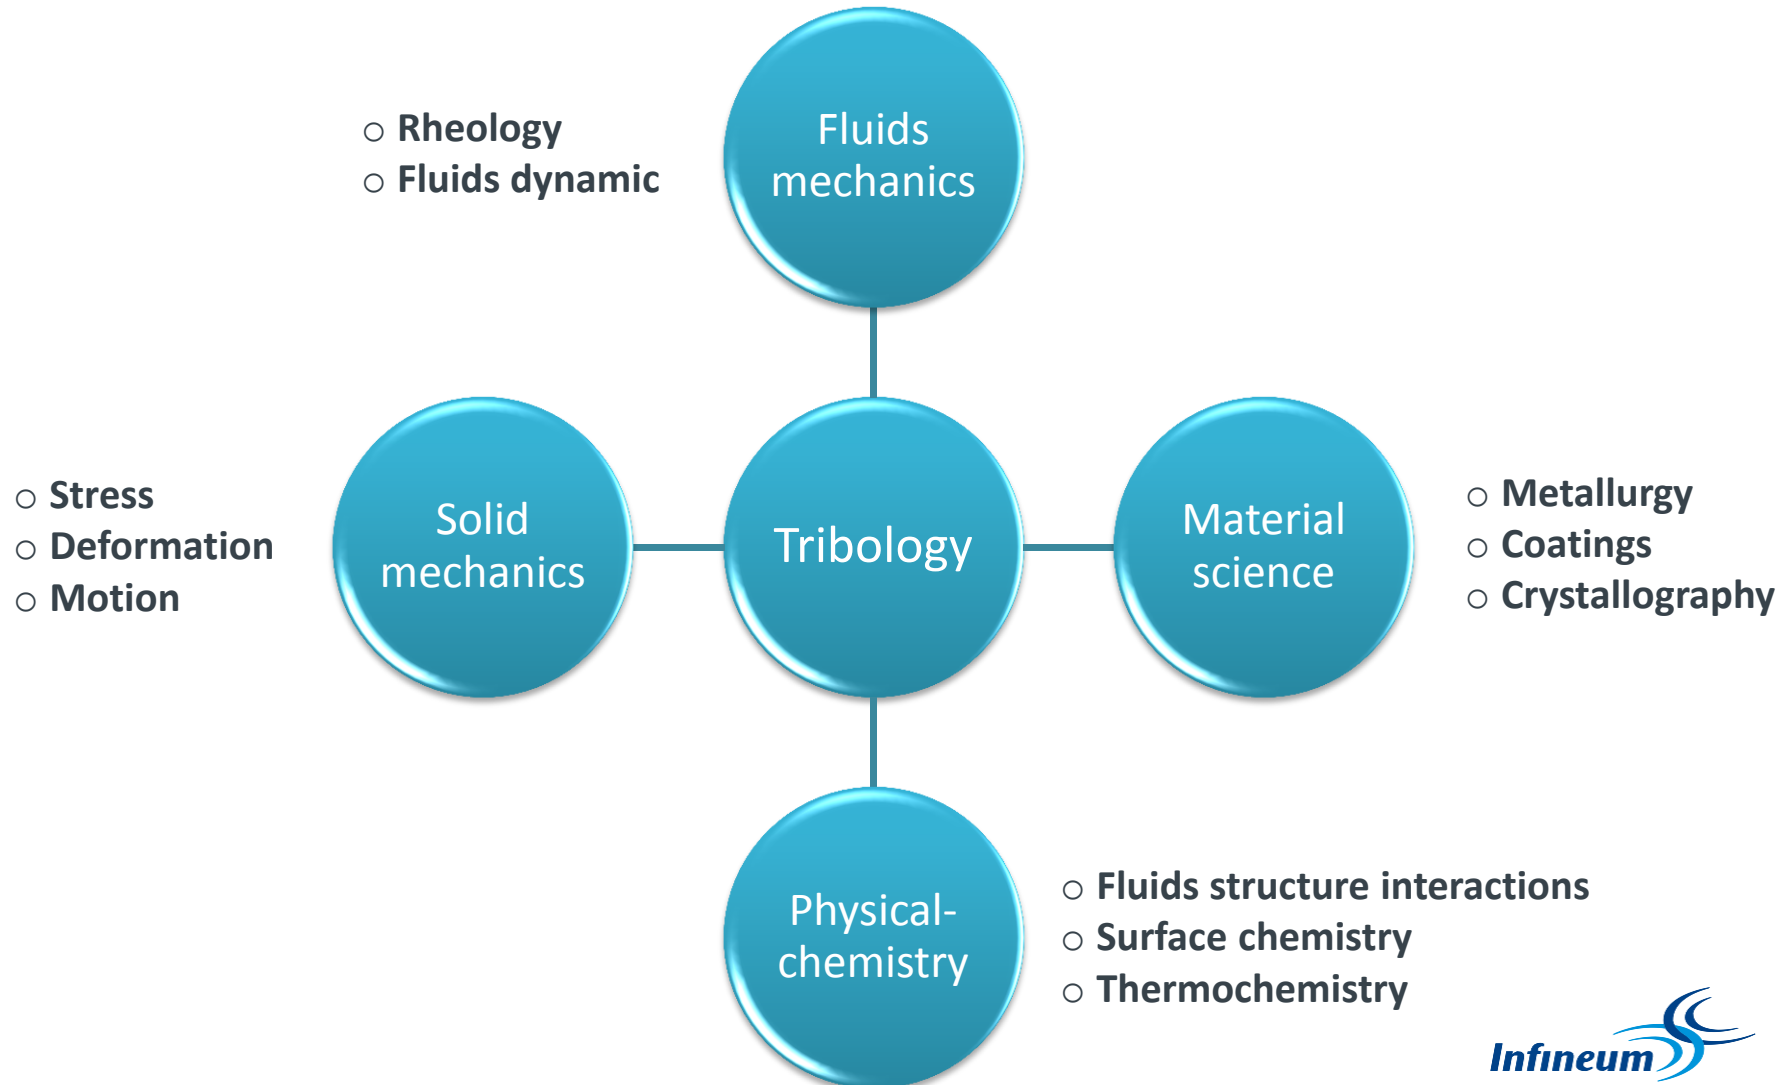 ○ Rheology
○ Fluids dynamic
Fluids
mechanics
○ Stress
○ Deformation
○ Motion
Solid
mechanics
Tribology
Material
science
○ Metallurgy
○ Coatings
○ Crystallography
Physical-
chemistry
○ Fluids structure interactions
○ Surface chemistry
○ Thermochemistry
Infineum